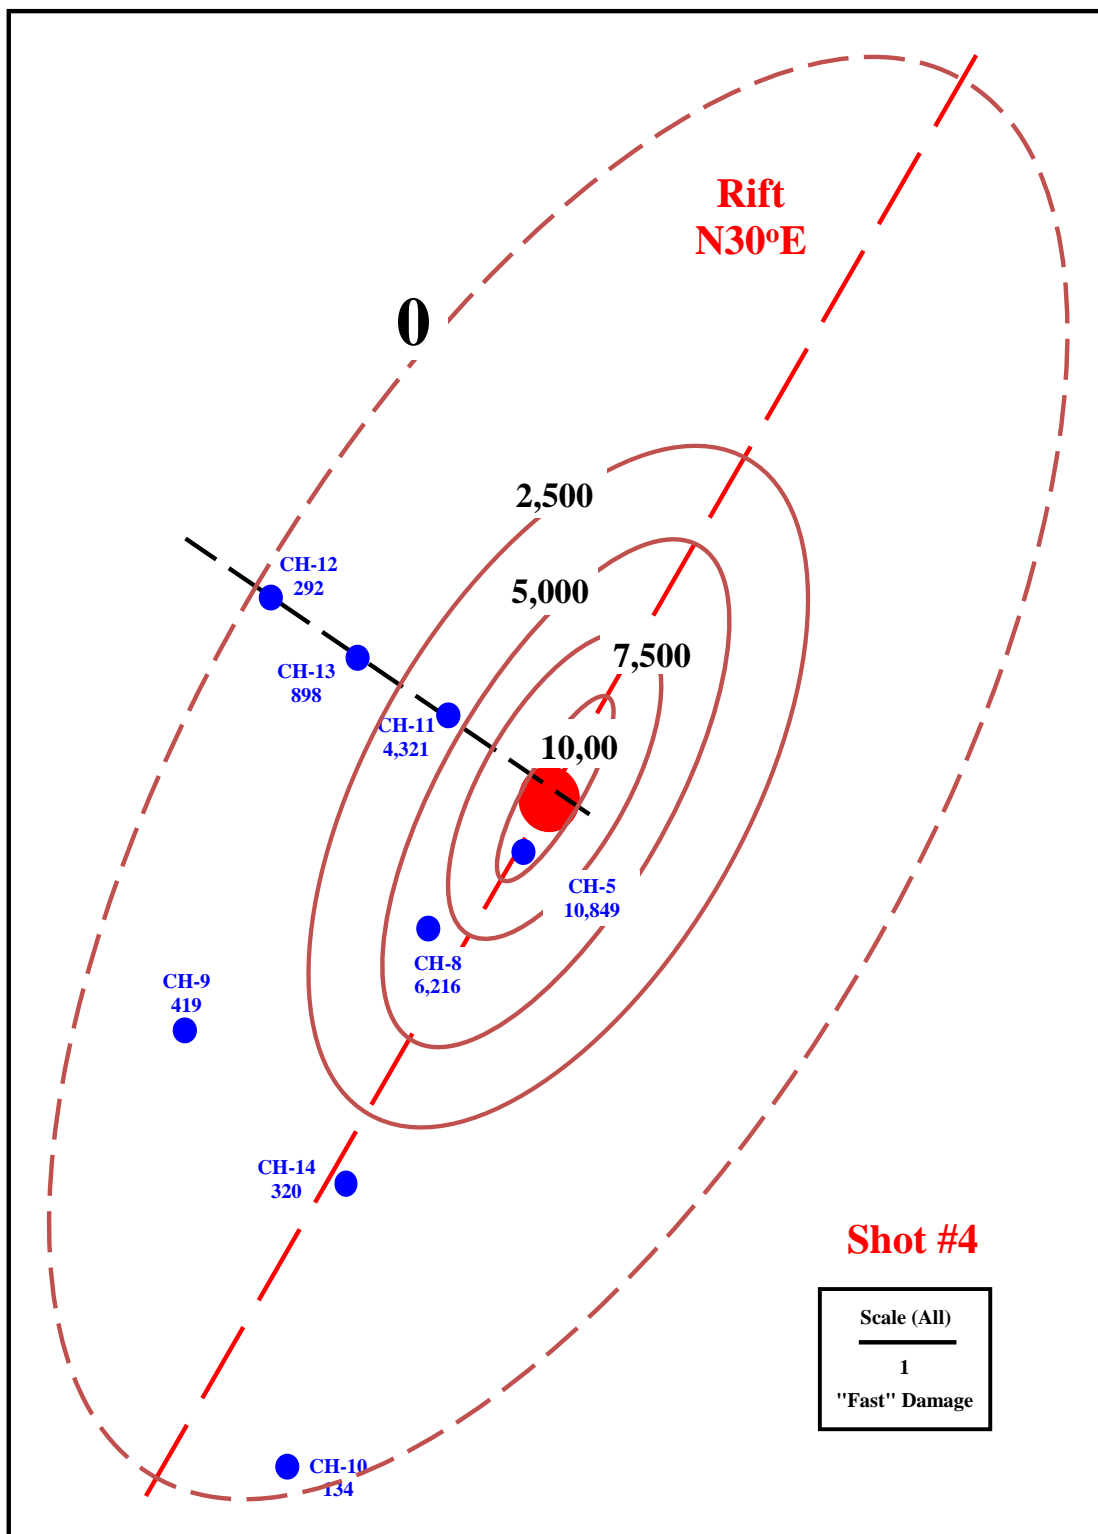 Rift
N30ºE
0
2,500
CH-12
292
5,000
7,500
CH-13
898
CH-11
4,321
10,00
CH-5
10,849
CH-8
6,216
CH-9
419
CH-14
320
Shot #4
Scale (All)
1
"Fast" Damage
CH-10
134